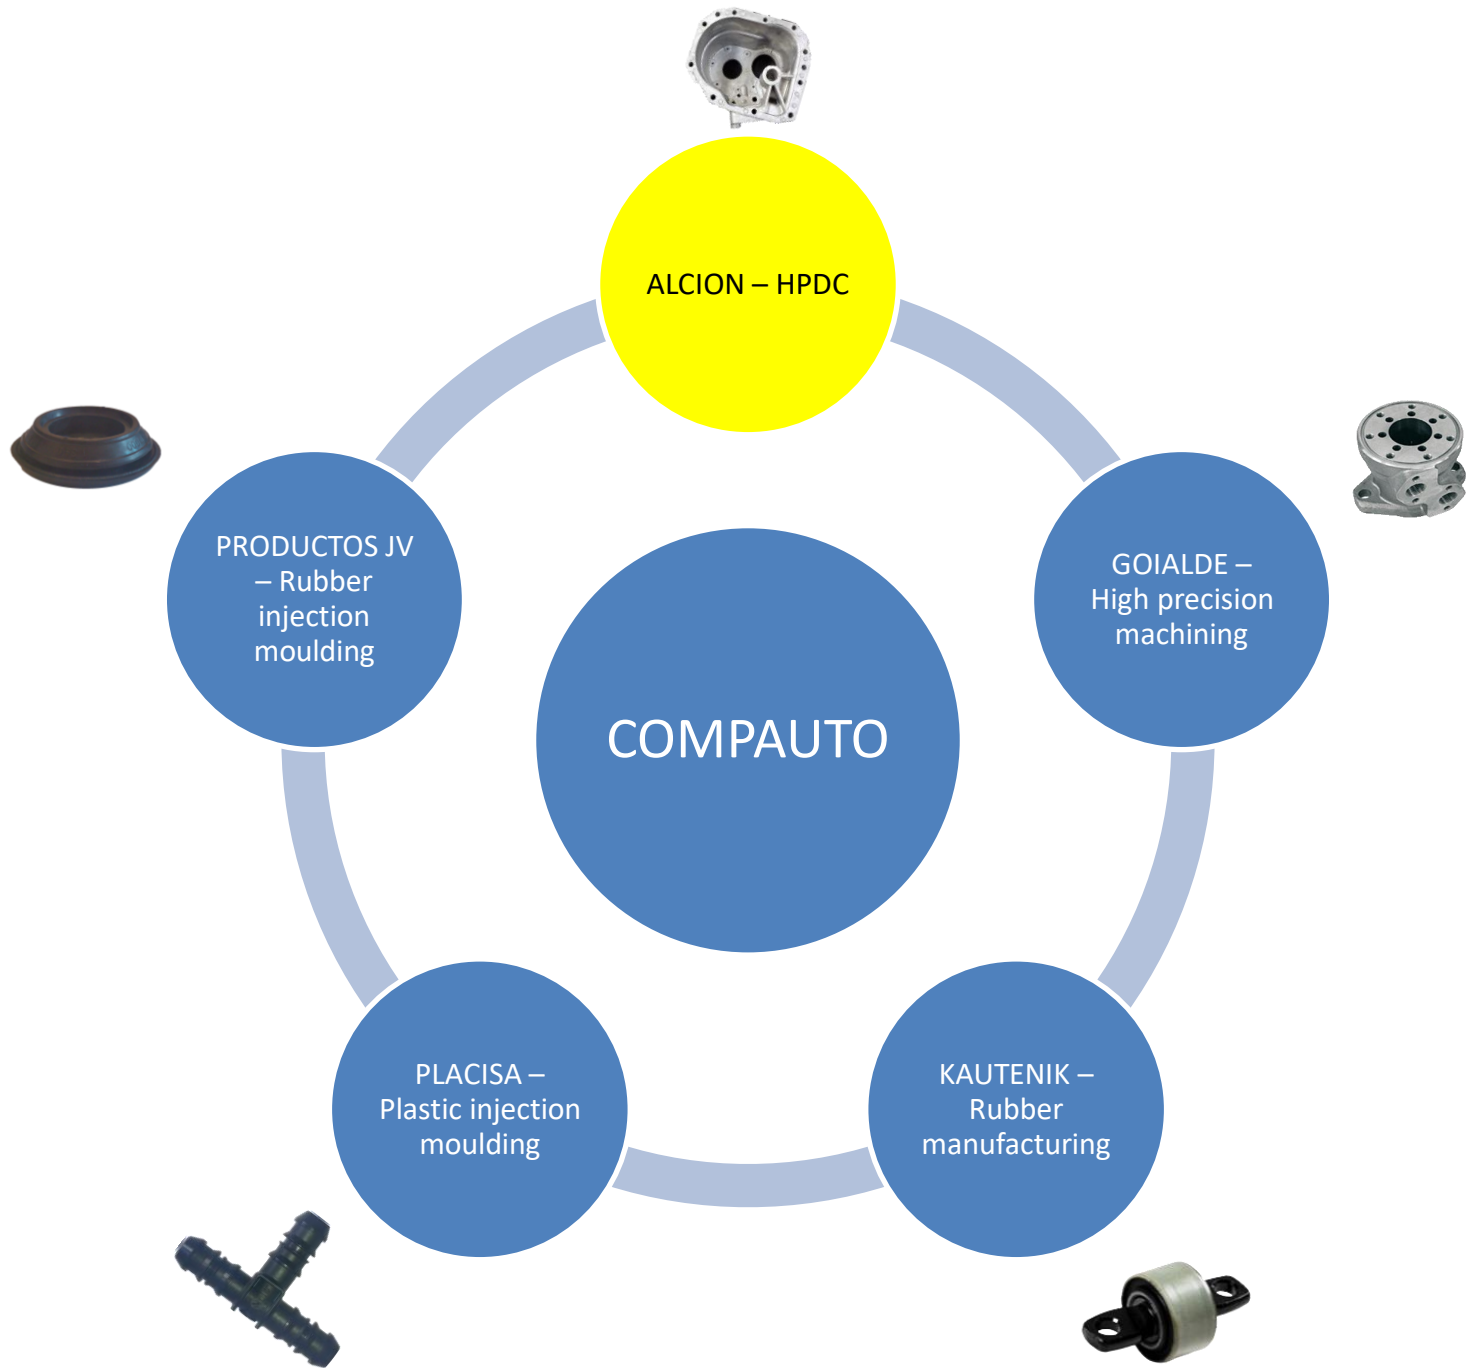 ALCION – HPDC
PRODUCTOS JV
– Rubber
injection
moulding
GOIALDE –
High precision
machining
COMPAUTO
PLACISA –
Plastic injection
moulding
KAUTENIK –
Rubber
manufacturing